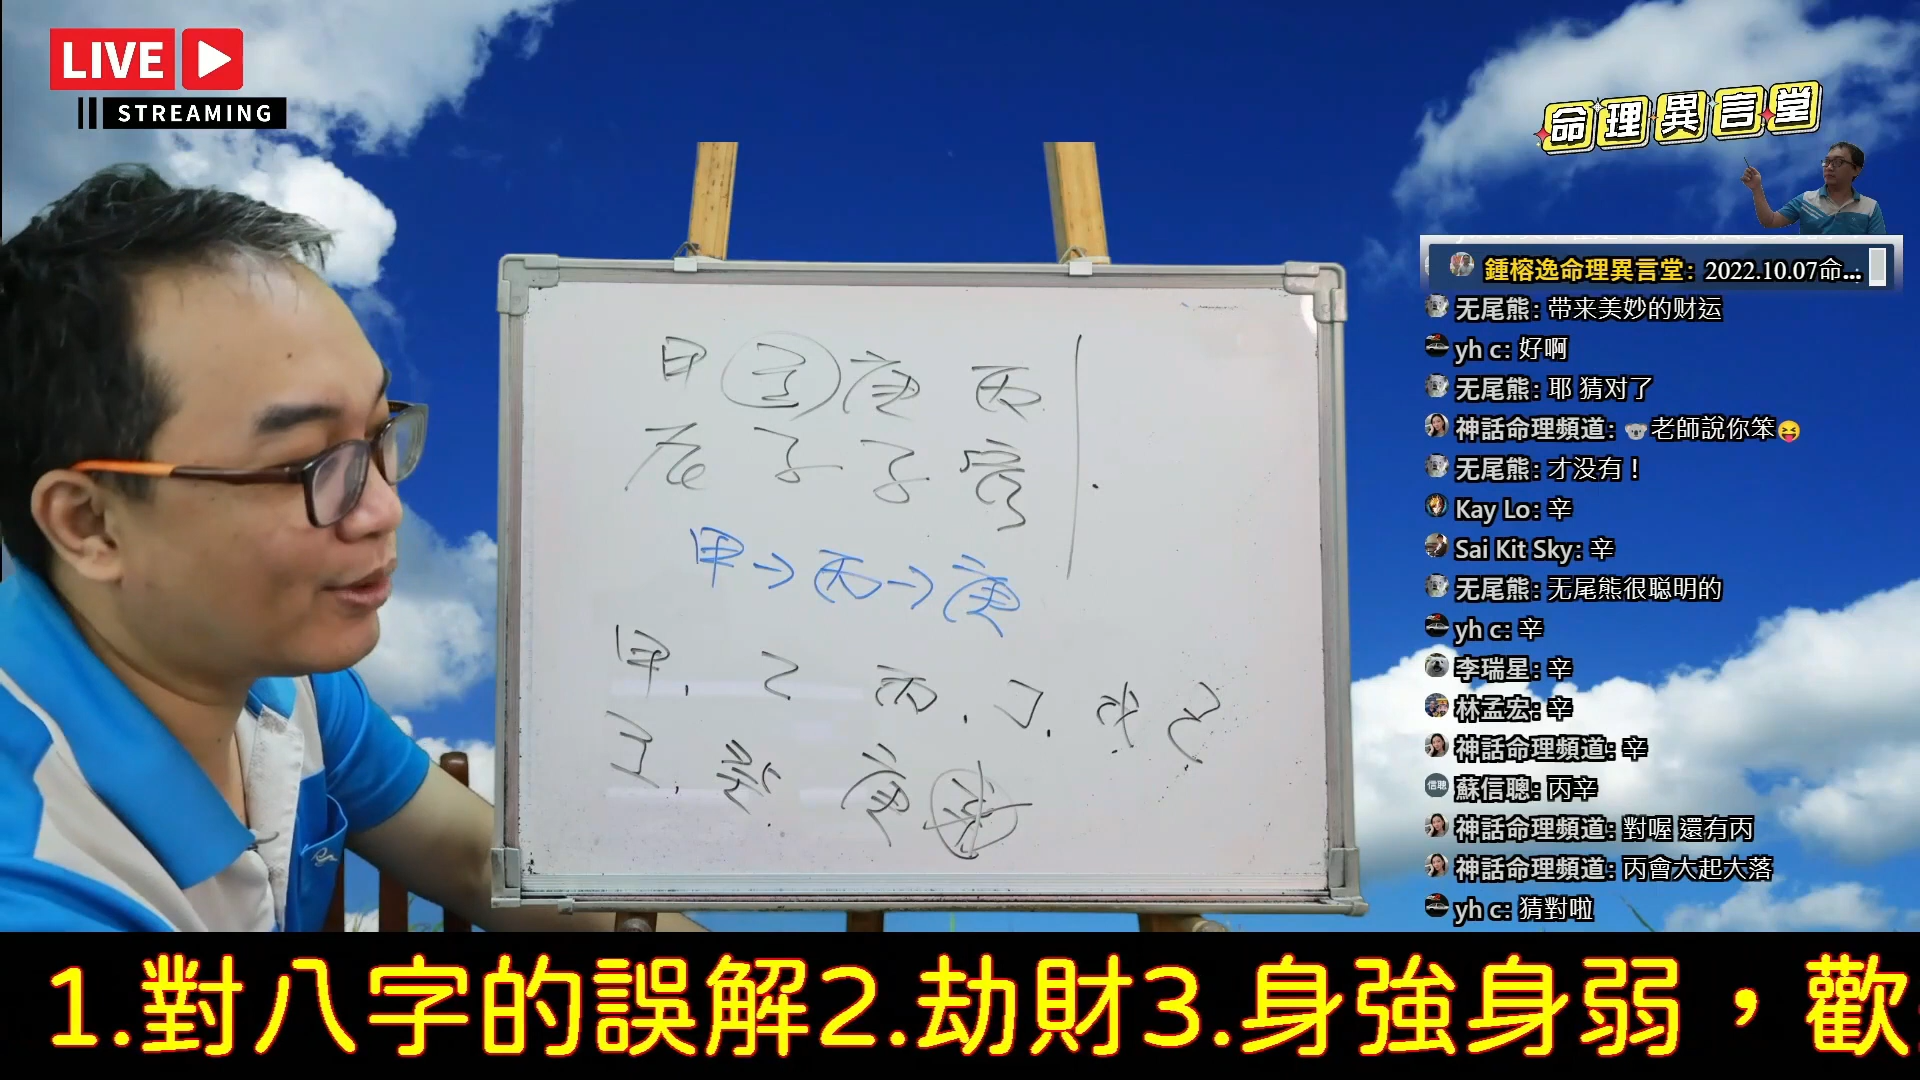 LIVE
STREAMING
命理異言堂
鍾榕逸命理異言堂: 2022.10.07命...
无尾熊: 带来美妙的财运
yh c: 好啊
无尾熊: 耶 猜对了
神話命理頻道: 🐨老師說你笨😝
无尾熊: 才没有！
Kay Lo: 辛
Sai Kit Sky: 辛
无尾熊: 无尾熊很聪明的
yh c: 辛
李瑞星: 辛
林孟宏: 辛
神話命理頻道: 辛
信聰
蘇信聰: 丙辛
神話命理頻道: 對喔 還有丙
神話命理頻道: 丙會大起大落
yh c: 猜對啦
甲 壬 庚 丙
辰 子 子
甲→丙→庚
甲. 乙 丙. 丁. 戊 己
壬. 癸 庚 辛
1.對八字的誤解2.劫財3.身強身弱，歡